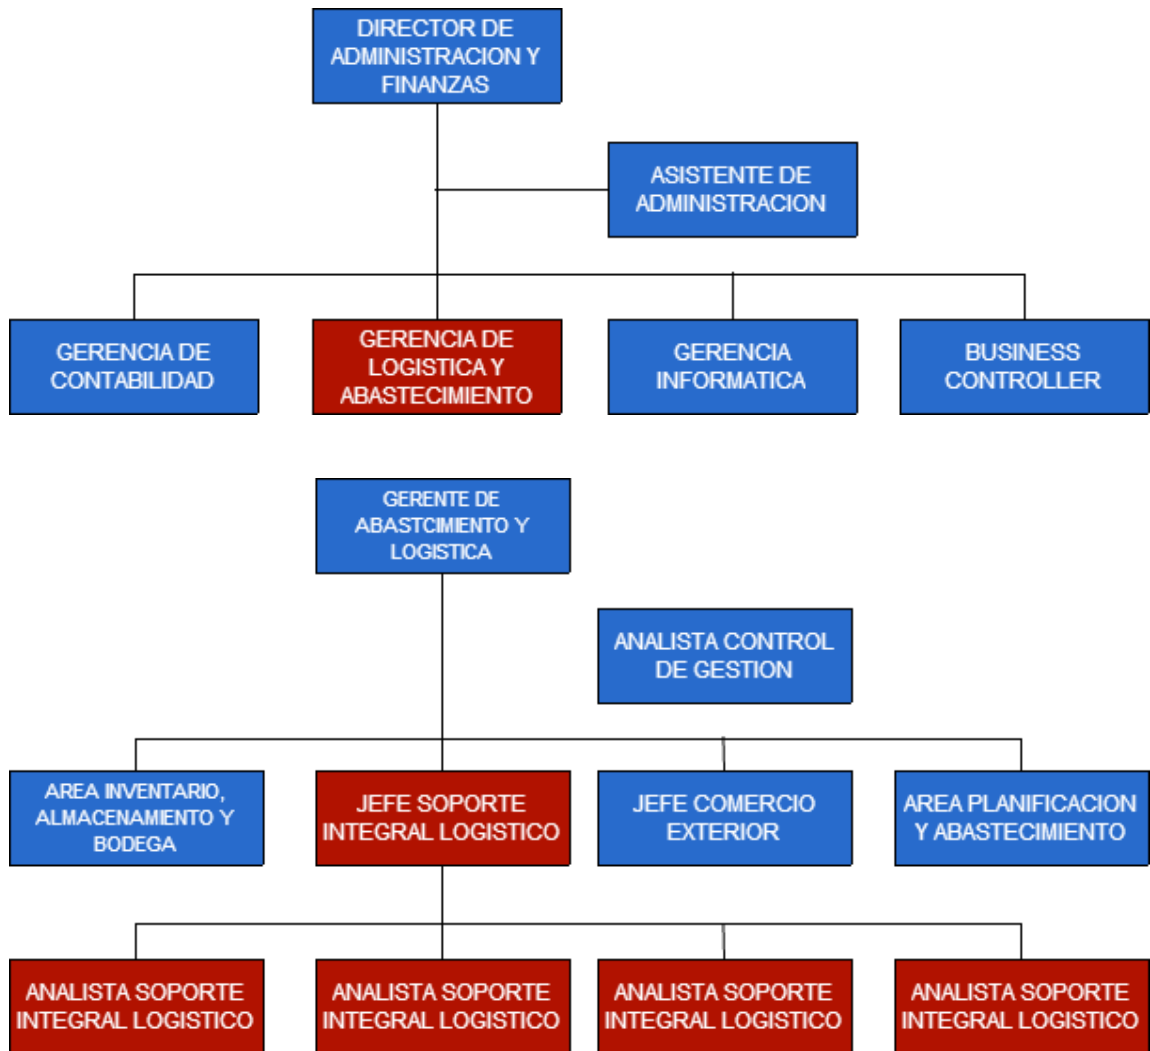 DIRECTOR DE
ADMINISTRACION Y
FINANZAS
ASISTENTE DE
ADMINISTRACION
GERENCIA DE
CONTABILIDAD
GERENCIA DE
LOGISTICA Y
ABASTECIMIENTO
GERENCIA
INFORMATICA
BUSINESS
CONTROLLER
GERENTE DE
ABASTCIMIENTO Y
LOGISTICA
ANALISTA CONTROL
DE GESTION
AREA INVENTARIO,
ALMACENAMIENTO Y
BODEGA
JEFE SOPORTE
INTEGRAL LOGISTICO
JEFE COMERCIO
EXTERIOR
AREA PLANIFICACION
Y ABASTECIMIENTO
ANALISTA SOPORTE
INTEGRAL LOGISTICO
ANALISTA SOPORTE
INTEGRAL LOGISTICO
ANALISTA SOPORTE
INTEGRAL LOGISTICO
ANALISTA SOPORTE
INTEGRAL LOGISTICO